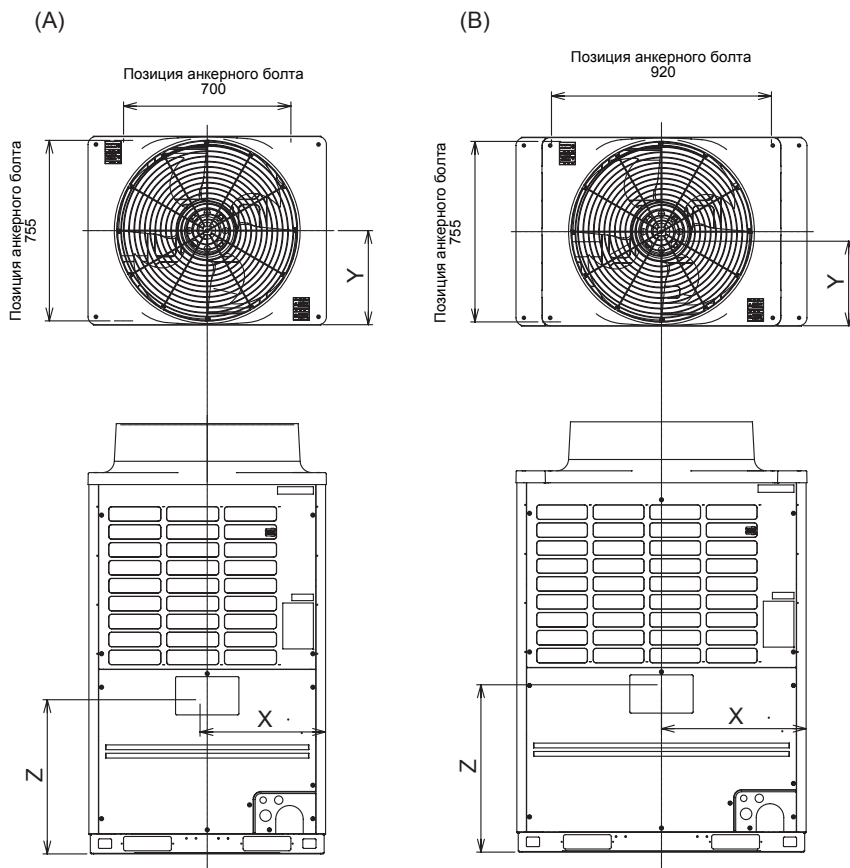 (A)
(B)
Позиция анкерного болта
700
Позиция анкерного болта
920
Позиция анкерного болта
755
Y
Позиция анкерного болта
755
Y
X
Z
X
Z